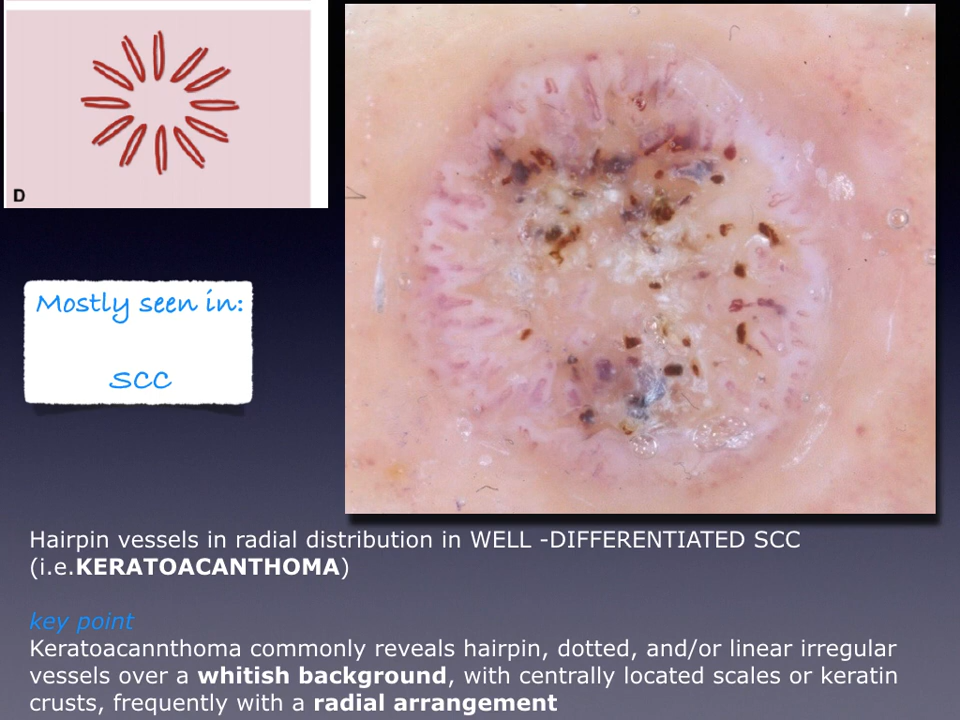 D
Mostly seen in:
SCC
Hairpin vessels in radial distribution in WELL -DIFFERENTIATED SCC
(i.e.KERATOACANTHOMA)
key point
Keratoacannthoma commonly reveals hairpin, dotted, and/or linear irregular
vessels over a whitish background, with centrally located scales or keratin
crusts, frequently with a radial arrangement